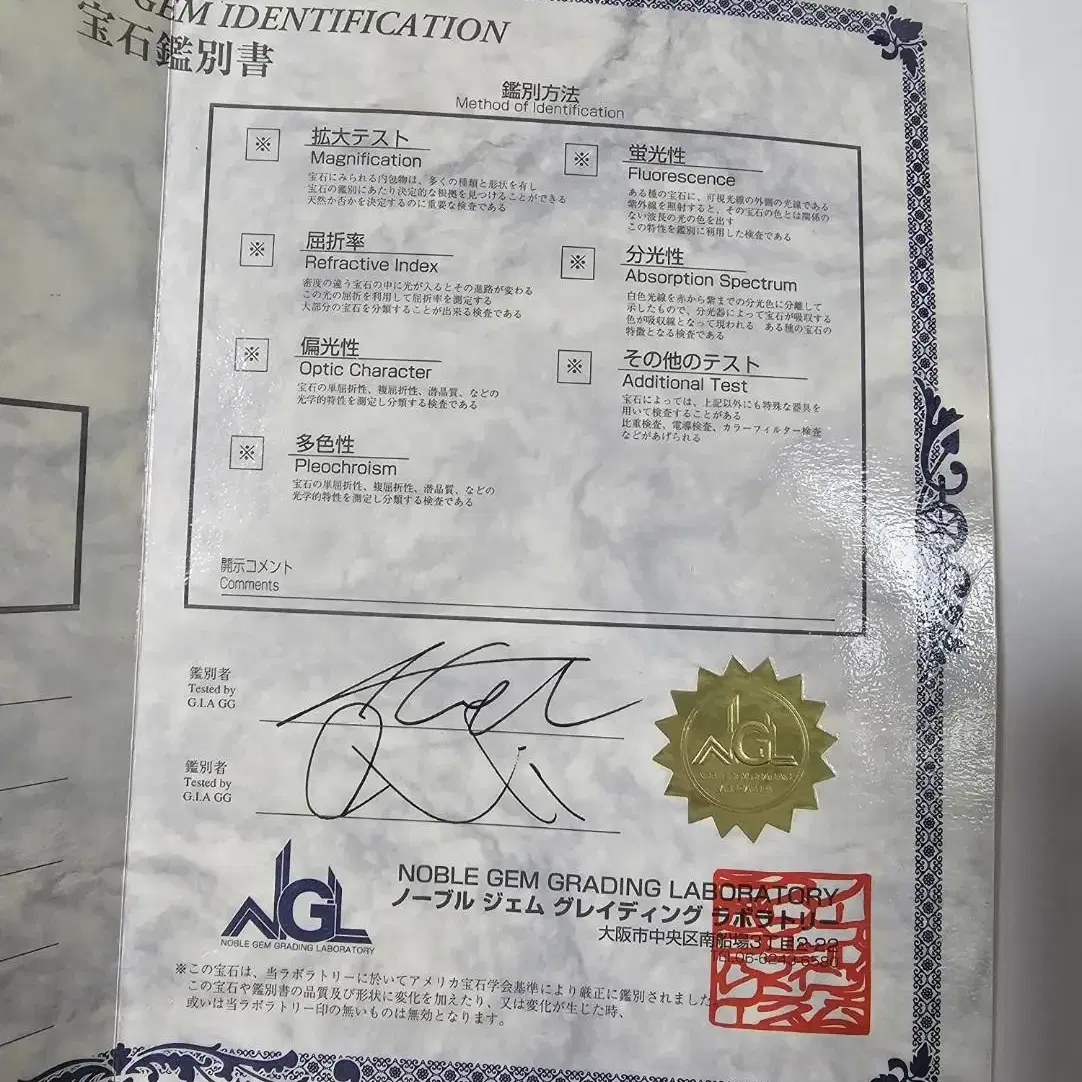 GEM IDENTIFICATION
宝石鑑別書
鑑別方法
Method of Identification
※ 拡大テスト
Magnification
宝石にみられる内包物は、多くの種類と形状を有し
宝石の鑑別にあたり決定的な根拠を見つけることができる
天然か否かを決定するのに重要な検査である
※ 屈折率
Refractive Index
密度の違う宝石の中に光が入るとその進路が変わる
この光の屈折を利用して屈折率を測定する
大部分の宝石を分類することが出来る検査である
※ 偏光性
Optic Character
宝石の単屈折性、複屈折性、潜晶質、などの
光学的特性を測定し分類する検査である
※ 多色性
Pleochroism
宝石の単屈折性、複屈折性、潜晶質、などの
光学的特性を測定し分類する検査である
※ 蛍光性
Fluorescence
ある種の宝石に、可視光線の外側の光線である
紫外線を照射すると、その宝石の色とは関係の
ない波長の光の色を出す
この特性を鑑別に利用した検査である
※ 分光性
Absorption Spectrum
白色光線を赤から紫までの分光色に分離して
示したもので、分光器によって宝石が吸収する
色が吸収線となって現われる ある種の宝石の
特徴となる検査である
※ その他のテスト
Additional Test
宝石によっては、上記以外にも特殊な器具を
用いて検査することがある
比重検査、電導検査、カラーフィルター検査
などがあげられる
開示コメント
Comments
鑑別者
Tested by
G.I.A GG
鑑別者
Tested by
G.I.A GG
NGL
NGL
NOBLE GEM GRADING LABORATORY
NOBLE GEM GRADING LABORATORY
ノーブル ジェム グレイディング ラボラトリー
大阪市中央区南船場3丁目2-22
※この宝石は、当ラボラトリーに於いてアメリカ宝石学会基準により厳正に鑑別されました
この宝石や鑑別書の品質及び形状に変化を加えたり、又は変化が生じた時、
或いは当ラボラトリー印の無いものは無効となります。